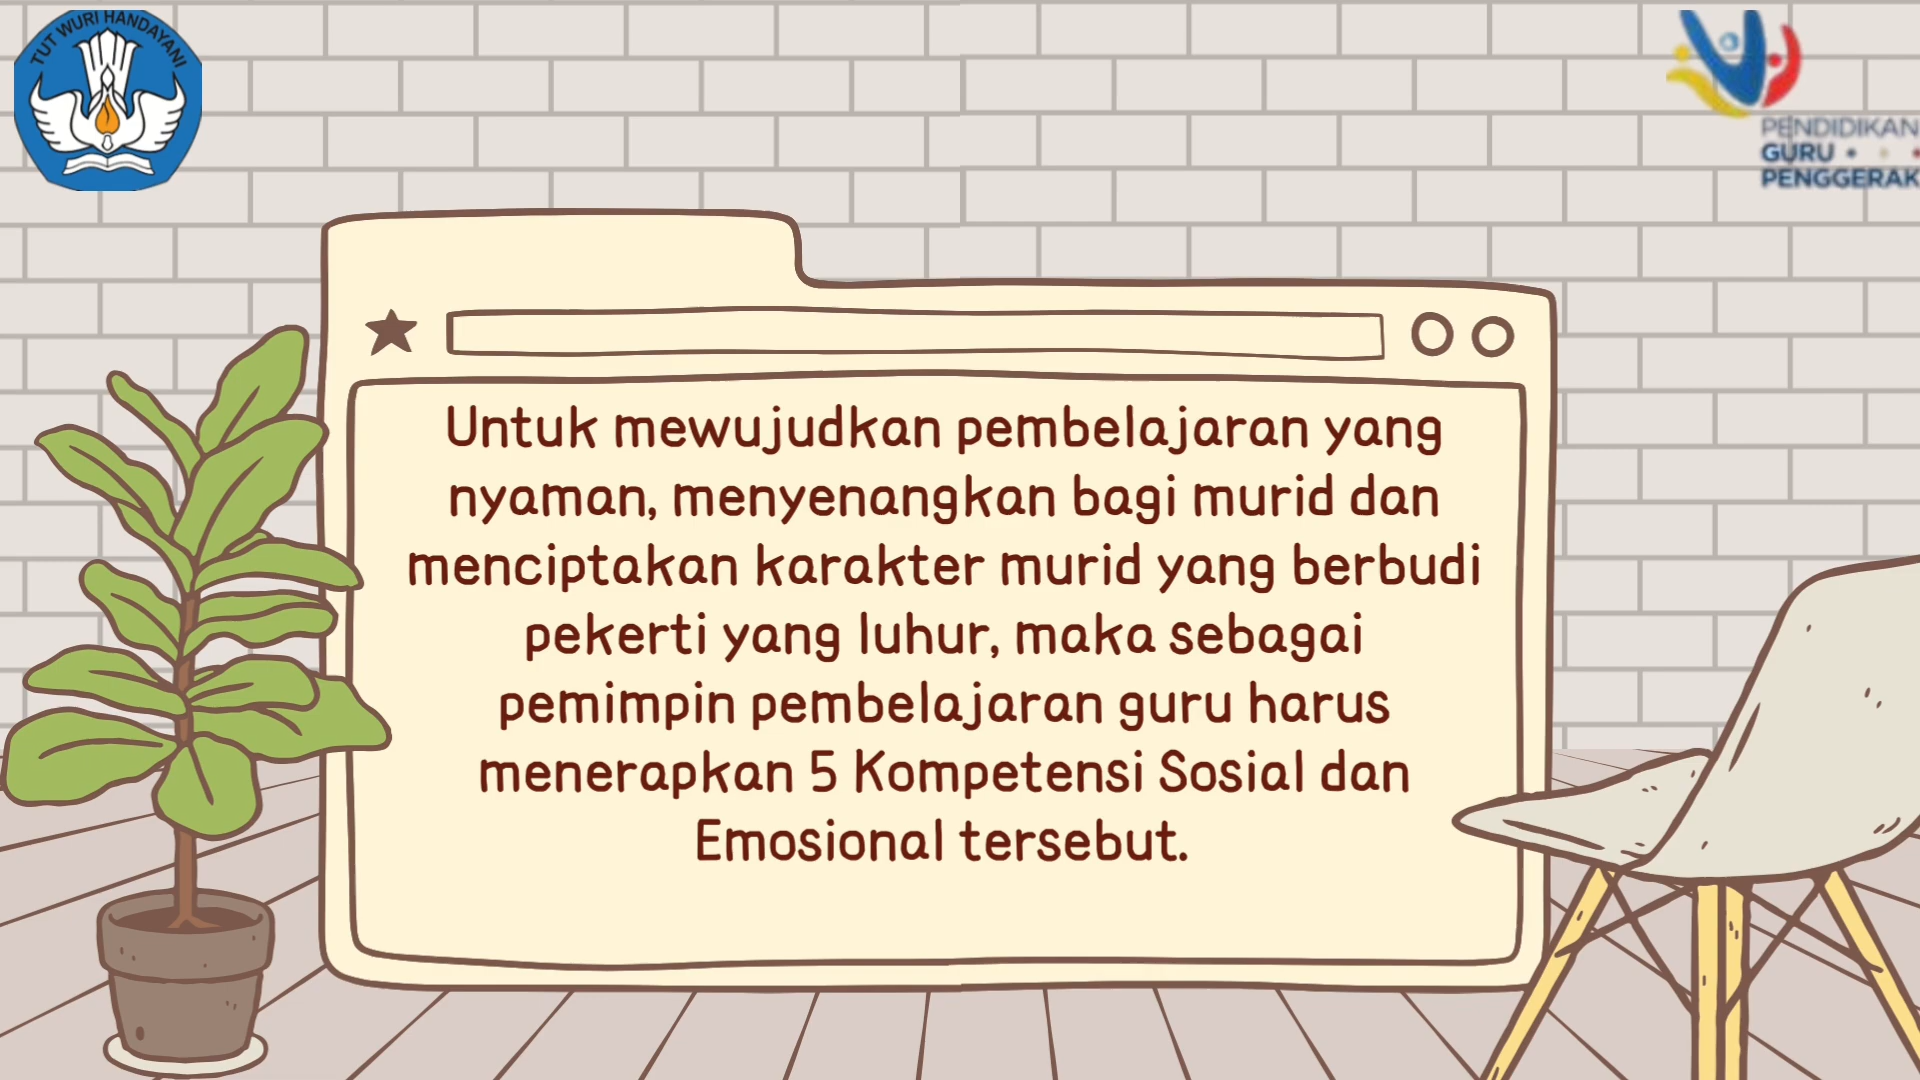 TUT WURI HANDAYANI
PENDIDIKAN
GURU
PENGGERAK
Untuk mewujudkan pembelajaran yang
nyaman, menyenangkan bagi murid dan
menciptakan karakter murid yang berbudi
pekerti yang luhur, maka sebagai
pemimpin pembelajaran guru harus
menerapkan 5 Kompetensi Sosial dan
Emosional tersebut.